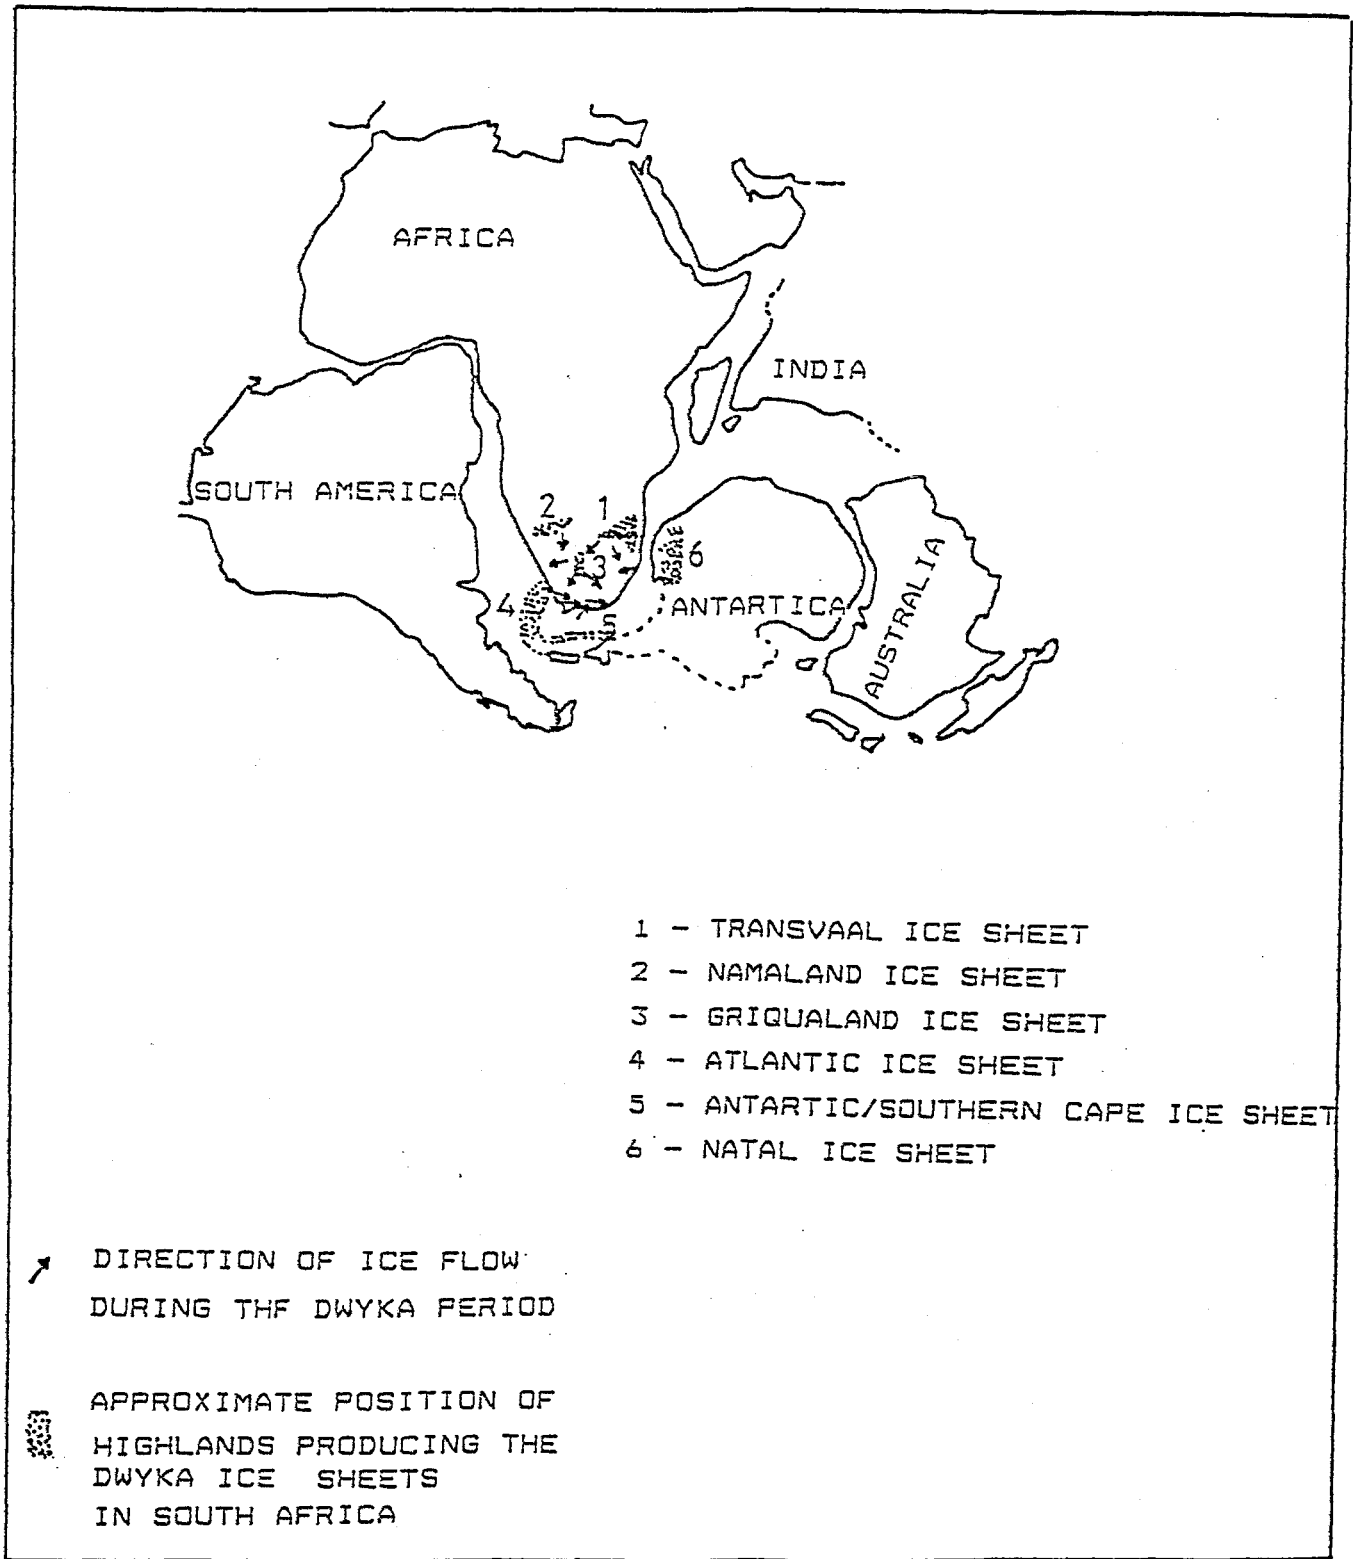 AFRICA
INDIA
SOUTH AMERICA
2
1
3
6
4
ANTARTICA
5
AUSTRALIA
1 - TRANSVAAL ICE SHEET
2 - NAMALAND ICE SHEET
3 - GRIQUALAND ICE SHEET
4 - ATLANTIC ICE SHEET
5 - ANTARTIC/SOUTHERN CAPE ICE SHEET
6 - NATAL ICE SHEET
DIRECTION OF ICE FLOW
DURING THF DWYKA PERIOD
APPROXIMATE POSITION OF
HIGHLANDS PRODUCING THE
DWYKA ICE SHEETS
IN SOUTH AFRICA